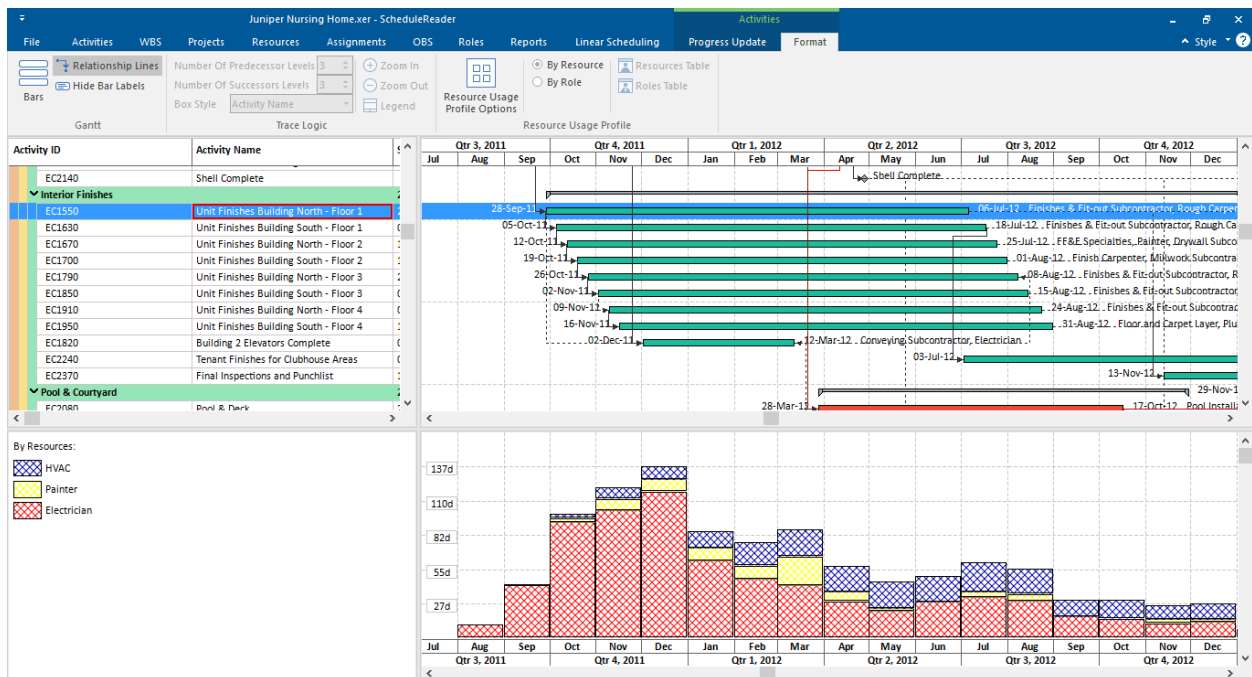 Juniper Nursing Home.xer - ScheduleReader
Activities
File Activities WBS Projects Resources Assignments OBS Roles Reports Linear Scheduling Progress Update Format Style
Bars
Relationship Lines
Hide Bar Labels
Gantt
Number Of Predecessor Levels 3
Number Of Successors Levels 3
Box Style Activity Name
Zoom In
Zoom Out
Legend
Trace Logic
Resource Usage
Profile Options
By Resource
By Role
Resources Table
Roles Table
Resource Usage Profile
Activity ID Activity Name
EC2140 Shell Complete
Interior Finishes
EC1550 Unit Finishes Building North - Floor 1
EC1630 Unit Finishes Building South - Floor 1
EC1670 Unit Finishes Building North - Floor 2
EC1700 Unit Finishes Building South - Floor 2
EC1790 Unit Finishes Building North - Floor 3
EC1850 Unit Finishes Building South - Floor 3
EC1910 Unit Finishes Building North - Floor 4
EC1950 Unit Finishes Building South - Floor 4
EC1820 Building 2 Elevators Complete
EC2240 Tenant Finishes for Clubhouse Areas
EC2370 Final Inspections and Punchlist
Pool & Courtyard
EC2080 Pool & Deck
Qtr 3, 2011 Qtr 4, 2011 Qtr 1, 2012 Qtr 2, 2012 Qtr 3, 2012 Qtr 4, 2012
Jul Aug Sep Oct Nov Dec Jan Feb Mar Apr May Jun Jul Aug Sep Oct Nov Dec
Shell Complete
28-Sep-11 06-Jul-12 Finishes & Fit-out Subcontractor, Rough Carper
05-Oct-11 18-Jul-12 Finishes & Fit-out Subcontractor, Rough Ca
12-Oct-11 25-Jul-12 FF&E Specialties, Painter, Drywall Subco
19-Oct-11 01-Aug-12 Finish Carpenter, Millwork Subcontra
26-Oct-11 08-Aug-12 Finishes & Fit-out Subcontractor, R
02-Nov-11 15-Aug-12 Finishes & Fit-out Subcontractor
09-Nov-11 24-Aug-12 Finishes & Fit-out Subcontractor
16-Nov-11 31-Aug-12 Floor and Carpet Layer, Plu
02-Dec-11 12-Mar-12 Conveying Subcontractor, Electrician
03-Jul-12
13-Nov-12
29-Nov-1
28-Mar-12 17-Oct-12 Pool Install
By Resources:
HVAC
Painter
Electrician
137d
110d
82d
55d
27d
Jul Aug Sep Oct Nov Dec Jan Feb Mar Apr May Jun Jul Aug Sep Oct Nov Dec
Qtr 3, 2011 Qtr 4, 2011 Qtr 1, 2012 Qtr 2, 2012 Qtr 3, 2012 Qtr 4, 2012